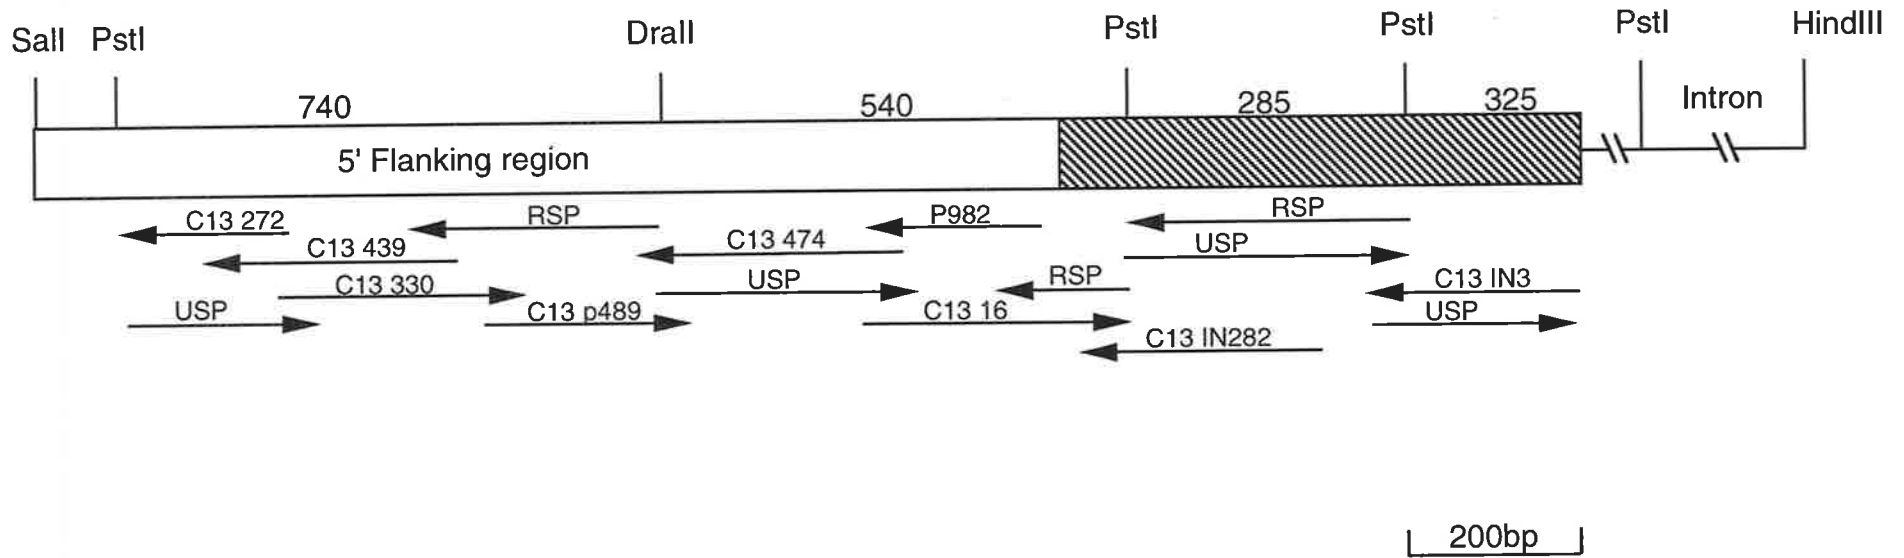 SalI PstI DraII PstI PstI PstI HindIII
740 540 285 325 Intron
5' Flanking region
C13 272 RSP P982 RSP
C13 439 C13 474 USP
C13 330 USP RSP C13 IN3
USP C13 p489 C13 16 USP
C13 IN282
200bp